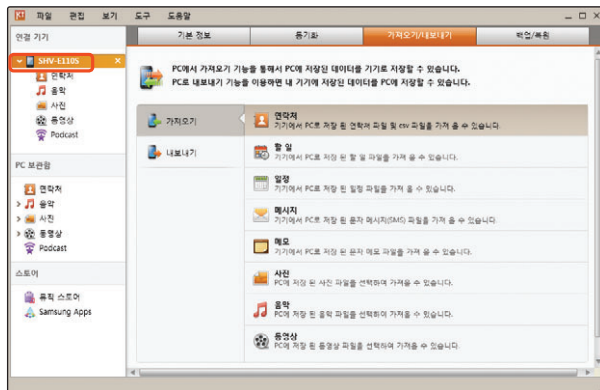 파일 편집 보기 도구 도움말
연결 기기
기본 정보 동기화 가져오기/내보내기 백업/복원
SHV-E110S ×
연락처
음악
사진
동영상
Podcast
PC 보관함
연락처
음악
사진
동영상
Podcast
스토어
뮤직 스토어
Samsung Apps
PC에서 가져오기 기능을 통해서 PC에 저장된 데이터를 기기로 저장할 수 있습니다.
PC로 내보내기 기능을 이용하면 내 기기에 저장된 데이터를 PC에 저장할 수 있습니다.
가져오기
내보내기
연락처
기기에서 PC로 저장 된 연락처 파일 및 csv 파일을 가져 올 수 있습니다.
할 일
기기에서 PC로 저장 된 할 일 파일을 가져 올 수 있습니다.
일정
기기에서 PC로 저장 된 일정 파일을 가져 올 수 있습니다.
메시지
기기에서 PC로 저장 된 문자 메시지(SMS) 파일을 가져 올 수 있습니다.
메모
기기에서 PC로 저장 된 문자 메모 파일을 가져 올 수 있습니다.
사진
PC에 저장 된 사진 파일을 선택하여 가져올 수 있습니다.
음악
PC에 저장 된 음악 파일을 선택하여 가져올 수 있습니다.
동영상
PC에 저장 된 동영상 파일을 선택하여 가져올 수 있습니다.